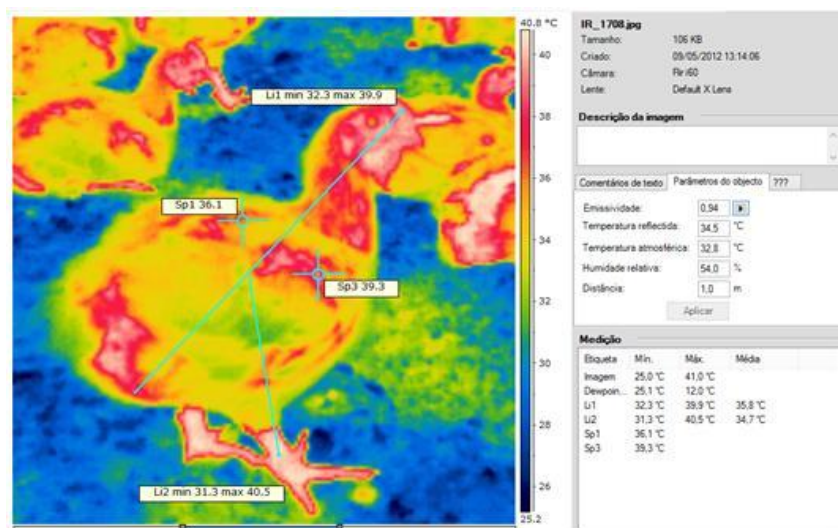 40.8 °C
Li1 min 32.3 max 39.9
Sp1 36.1
Sp3 39.3
Li2 min 31.3 max 40.5
40
38
36
34
32
30
28
26
25.2
IR_1708.jpg
Tamanho: 106 KB
Criado: 09/05/2012 13:14:06
Câmara: Flir i60
Lente: Default X Lens
Descrição da imagem
Comentários de texto Parâmetros do objecto ???
Emissividade: 0,94
Temperatura reflectida: 34,5 °C
Temperatura atmosférica: 32,8 °C
Humidade relativa: 54,0 %
Distância: 1,0 m
Aplicar
Medição
Etiqueta Mín. Máx. Média
Imagem 25,0 °C 41,0 °C
Dewpoin... 25,1 °C 12,0 °C
Li1 32,3 °C 39,9 °C 35,8 °C
Li2 31,3 °C 40,5 °C 34,7 °C
Sp1 36,1 °C
Sp3 39,3 °C